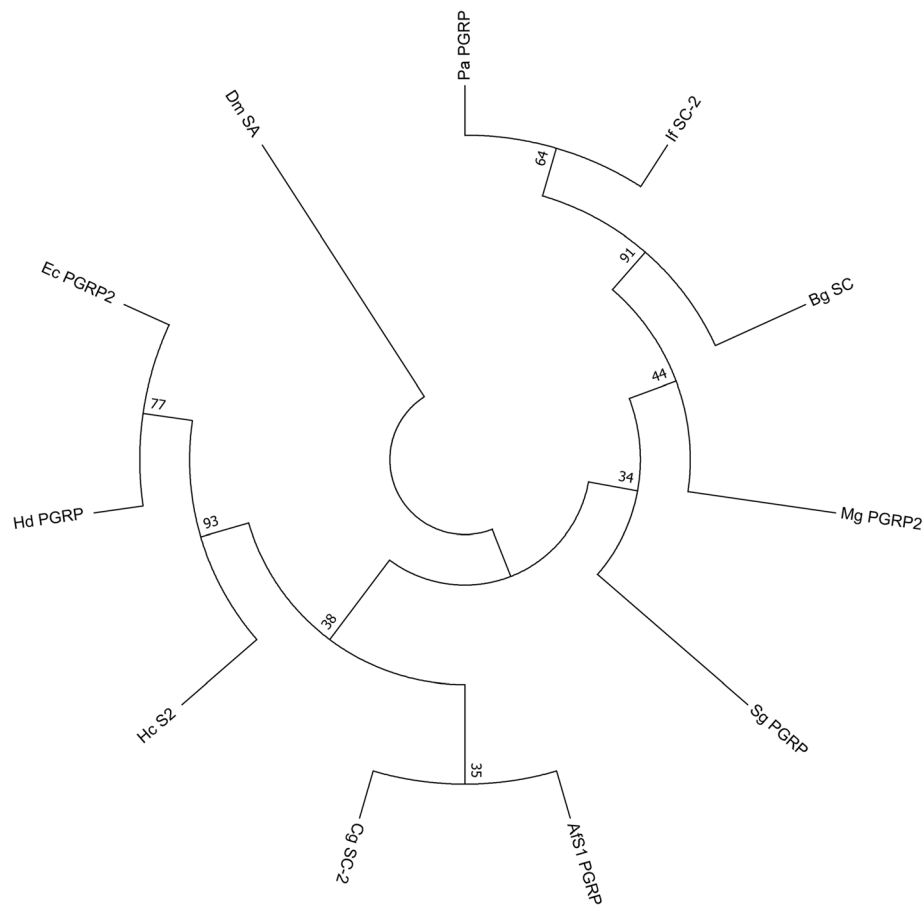 Pa PGRP
Dm SA
If SC-2
64
91
Ec PGRP2
Bg SC
44
77
34
Hd PGRP
Mg PGRP2
93
38
Hc S2
Sg PGRP
35
Cg SC-2
AfS1 PGRP